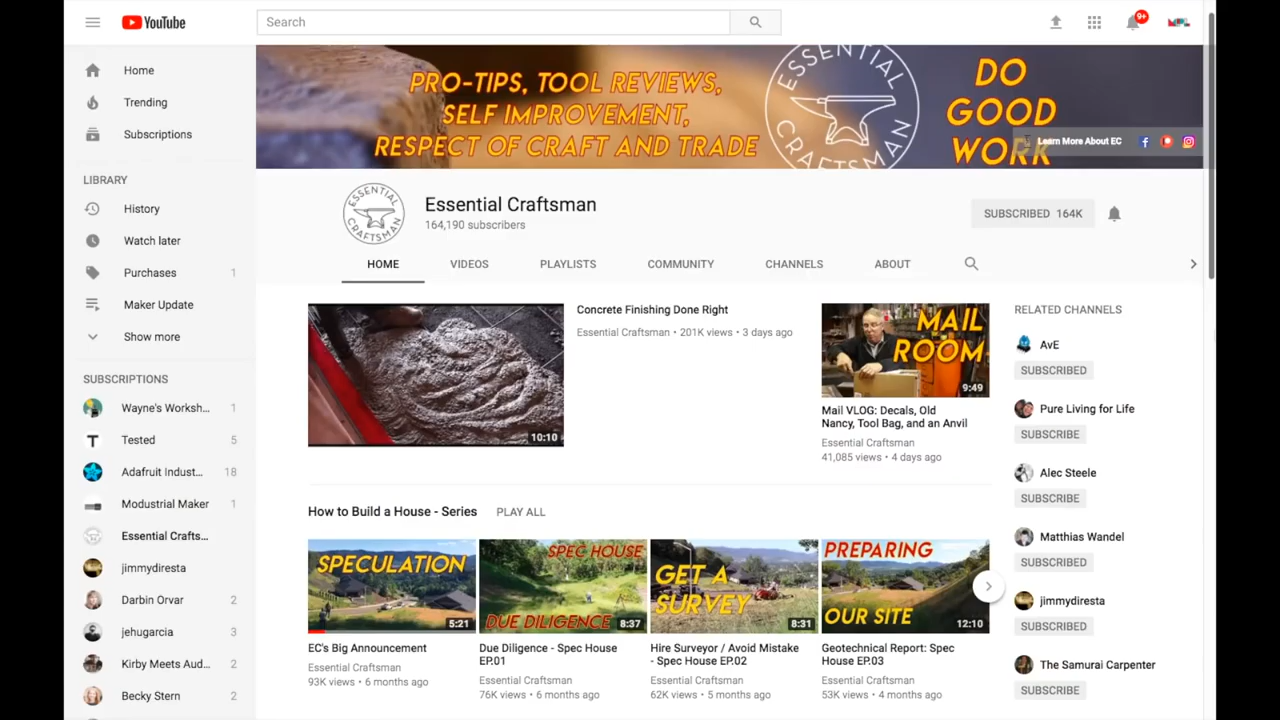 YouTube
Search
9+
Home
Trending
Subscriptions
LIBRARY
History
Watch later
Purchases 1
Maker Update
Show more
SUBSCRIPTIONS
Wayne's Worksh... 1
Tested 5
Adafruit Indust... 18
Modustrial Maker 1
Essential Crafts...
jimmydiresta
Darbin Orvar 2
jehugarcia 3
Kirby Meets Aud... 2
Becky Stern 2
PRO-TIPS, TOOL REVIEWS,
SELF IMPROVEMENT,
RESPECT OF CRAFT AND TRADE
ESSENTIAL
CRAFTSMAN
DO
GOOD
WORK
Learn More About EC
ESSENTIAL
CRAFTSMAN
Essential Craftsman
164,190 subscribers
SUBSCRIBED 164K
HOME VIDEOS PLAYLISTS COMMUNITY CHANNELS ABOUT
10:10
Concrete Finishing Done Right
Essential Craftsman • 201K views • 3 days ago
MAIL
ROOM
9:49
Mail VLOG: Decals, Old
Nancy, Tool Bag, and an Anvil
Essential Craftsman
41,085 views • 4 days ago
How to Build a House - Series PLAY ALL
SPECULATION
5:21
EC's Big Announcement
Essential Craftsman
93K views • 6 months ago
SPEC HOUSE
DUE DILIGENCE
8:37
Due Diligence - Spec House
EP.01
Essential Craftsman
76K views • 6 months ago
GET A
SURVEY
8:31
Hire Surveyor / Avoid Mistake
- Spec House EP.02
Essential Craftsman
62K views • 5 months ago
PREPARING
OUR SITE
12:10
Geotechnical Report: Spec
House EP.03
Essential Craftsman
53K views • 4 months ago
RELATED CHANNELS
AvE
SUBSCRIBED
Pure Living for Life
SUBSCRIBE
Alec Steele
SUBSCRIBE
Matthias Wandel
SUBSCRIBE
jimmydiresta
SUBSCRIBED
The Samurai Carpenter
SUBSCRIBE